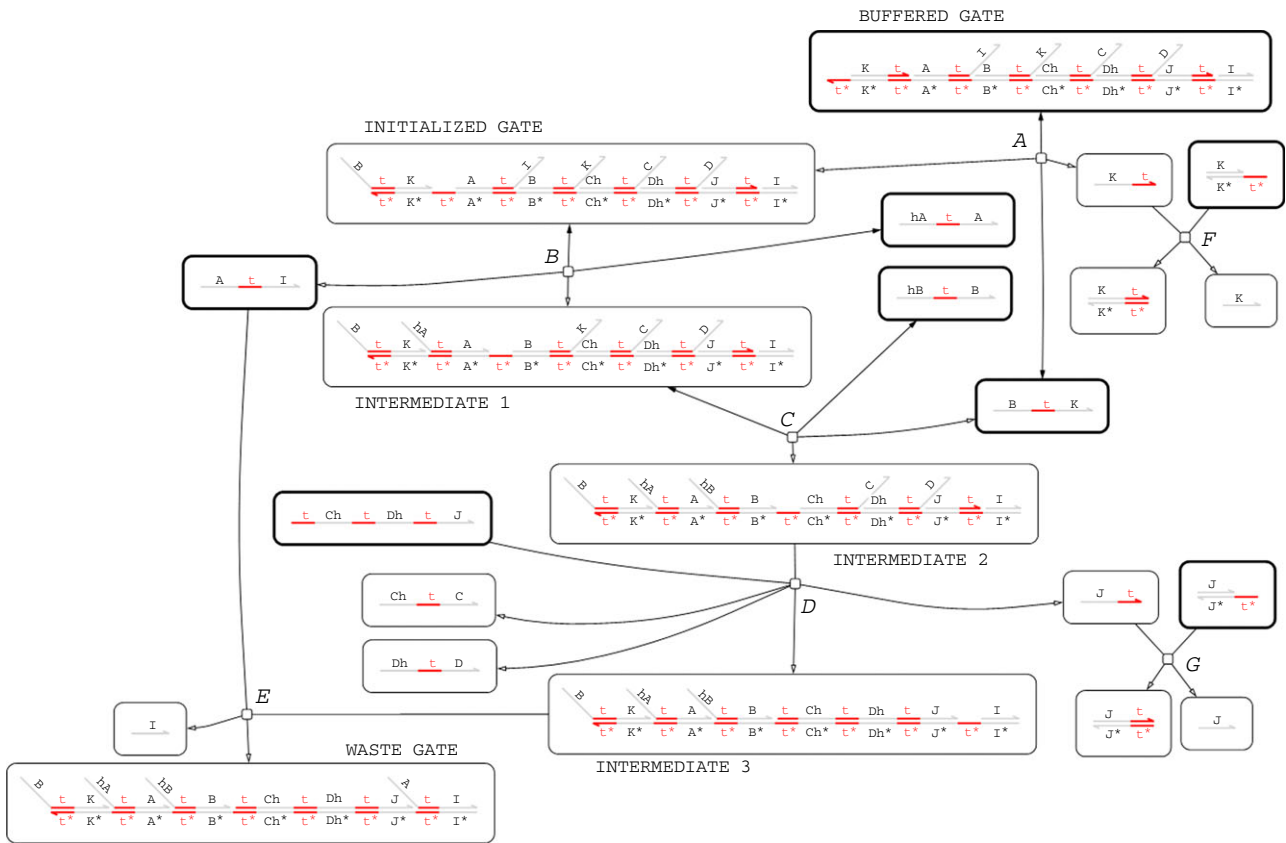 BUFFERED GATE
I K C D
K t A t B t Ch t Dh t J t I
t* K* t* A* t* B* t* Ch* t* Dh* t* J* t* I*
INITIALIZED GATE
B I K C D
t K A t B t Ch t Dh t J t I
t* K* t* A* t* B* t* Ch* t* Dh* t* J* t* I*
A
K t
K
K* t*
F
K t
K* t*
K
hA t A
B
A t I
hB t B
B hA K C D
t K t A B t Ch t Dh t J t I
t* K* t* A* t* B* t* Ch* t* Dh* t* J* t* I*
INTERMEDIATE 1
B t K
C
B hA hB C D
t K t A t B Ch t Dh t J t I
t* K* t* A* t* B* t* Ch* t* Dh* t* J* t* I*
INTERMEDIATE 2
t Ch t Dh t J
D
Ch t C
Dh t D
J t
J
J* t*
G
J t
J* t*
J
B hA hB
t K t A t B t Ch t Dh t J I
t* K* t* A* t* B* t* Ch* t* Dh* t* J* t* I*
INTERMEDIATE 3
E
I
WASTE GATE
B hA hB A
t K t A t B t Ch t Dh t J t I
t* K* t* A* t* B* t* Ch* t* Dh* t* J* t* I*